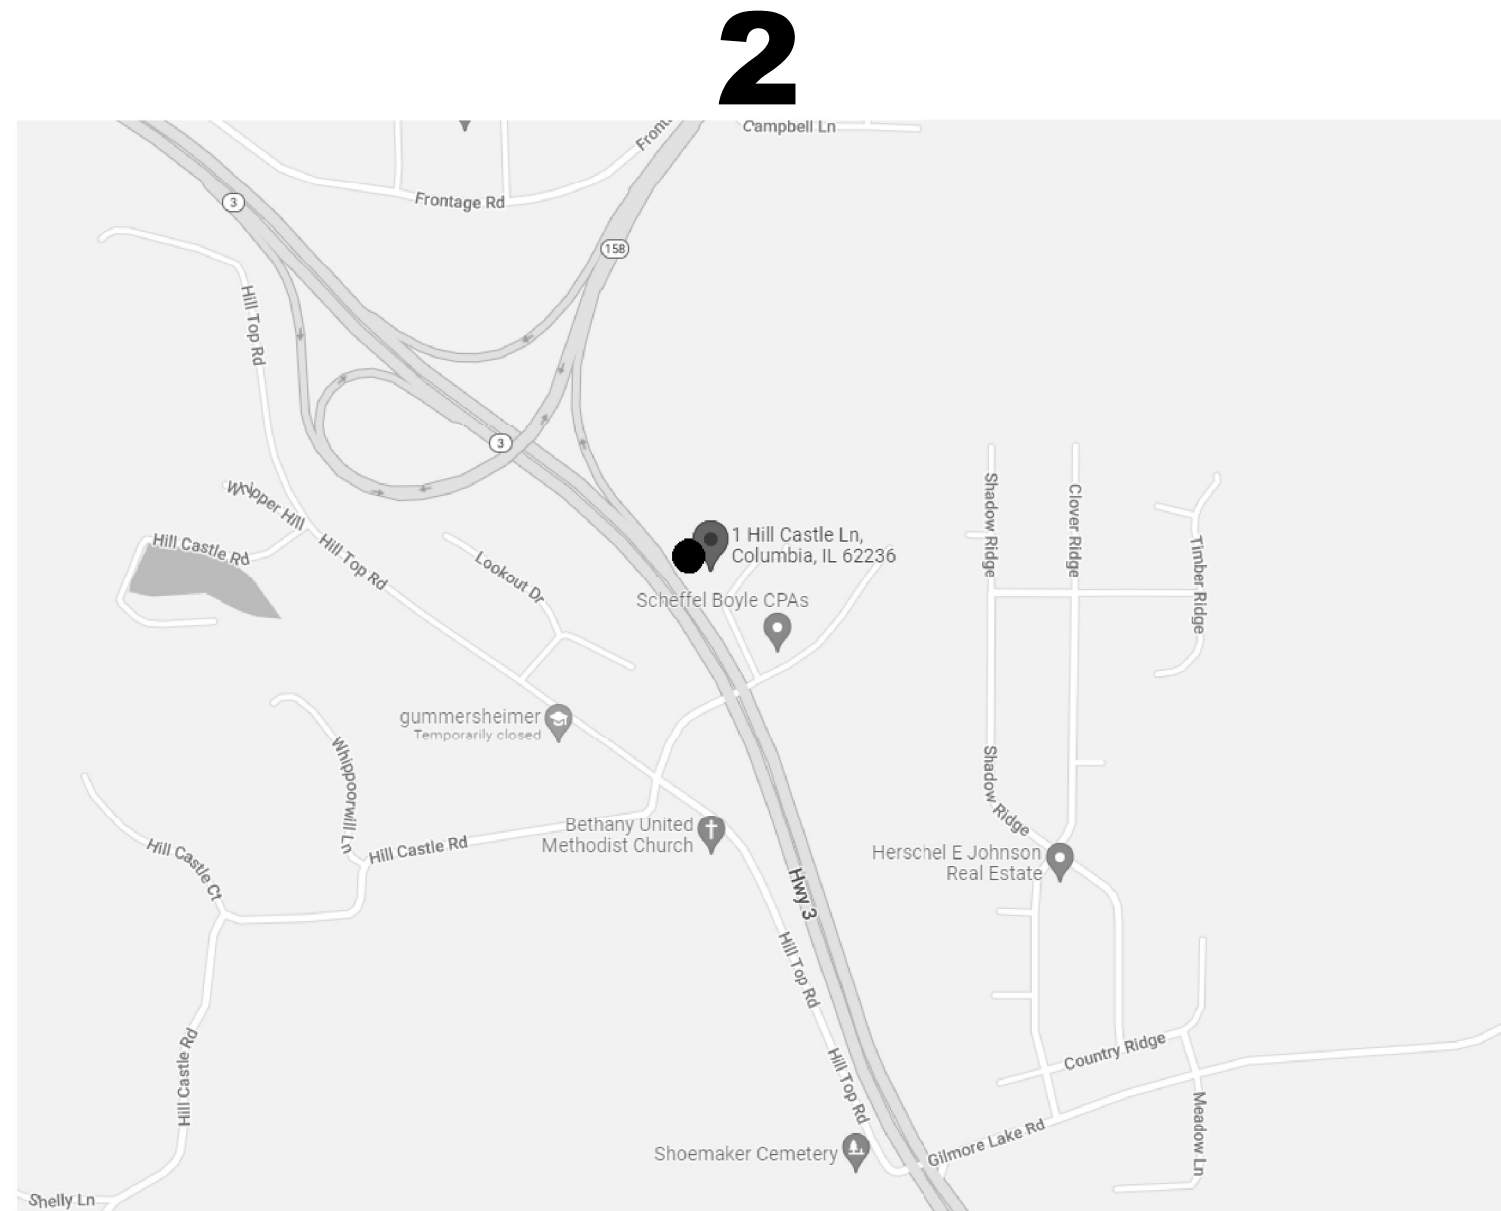 2
Campbell Ln
Front
Frontage Rd
3
158
Hill Top Rd
3
Whipper Hill
Hill Castle Rd
Hill Top Rd
Lookout Dr
1 Hill Castle Ln,
Columbia, IL 62236
Scheffel Boyle CPAs
Shadow Ridge
Clover Ridge
Timber Ridge
gummersheimer
Temporarily closed
Whippoorwill Ln
Shadow Ridge
Hill Castle Ct
Hill Castle Rd
Bethany United
Methodist Church
Herschel E Johnson
Real Estate
Hwy 3
Hill Top Rd
Hill Castle Rd
Hill Top Rd
Country Ridge
Shoemaker Cemetery
Gilmore Lake Rd
Meadow Ln
Shelly Ln